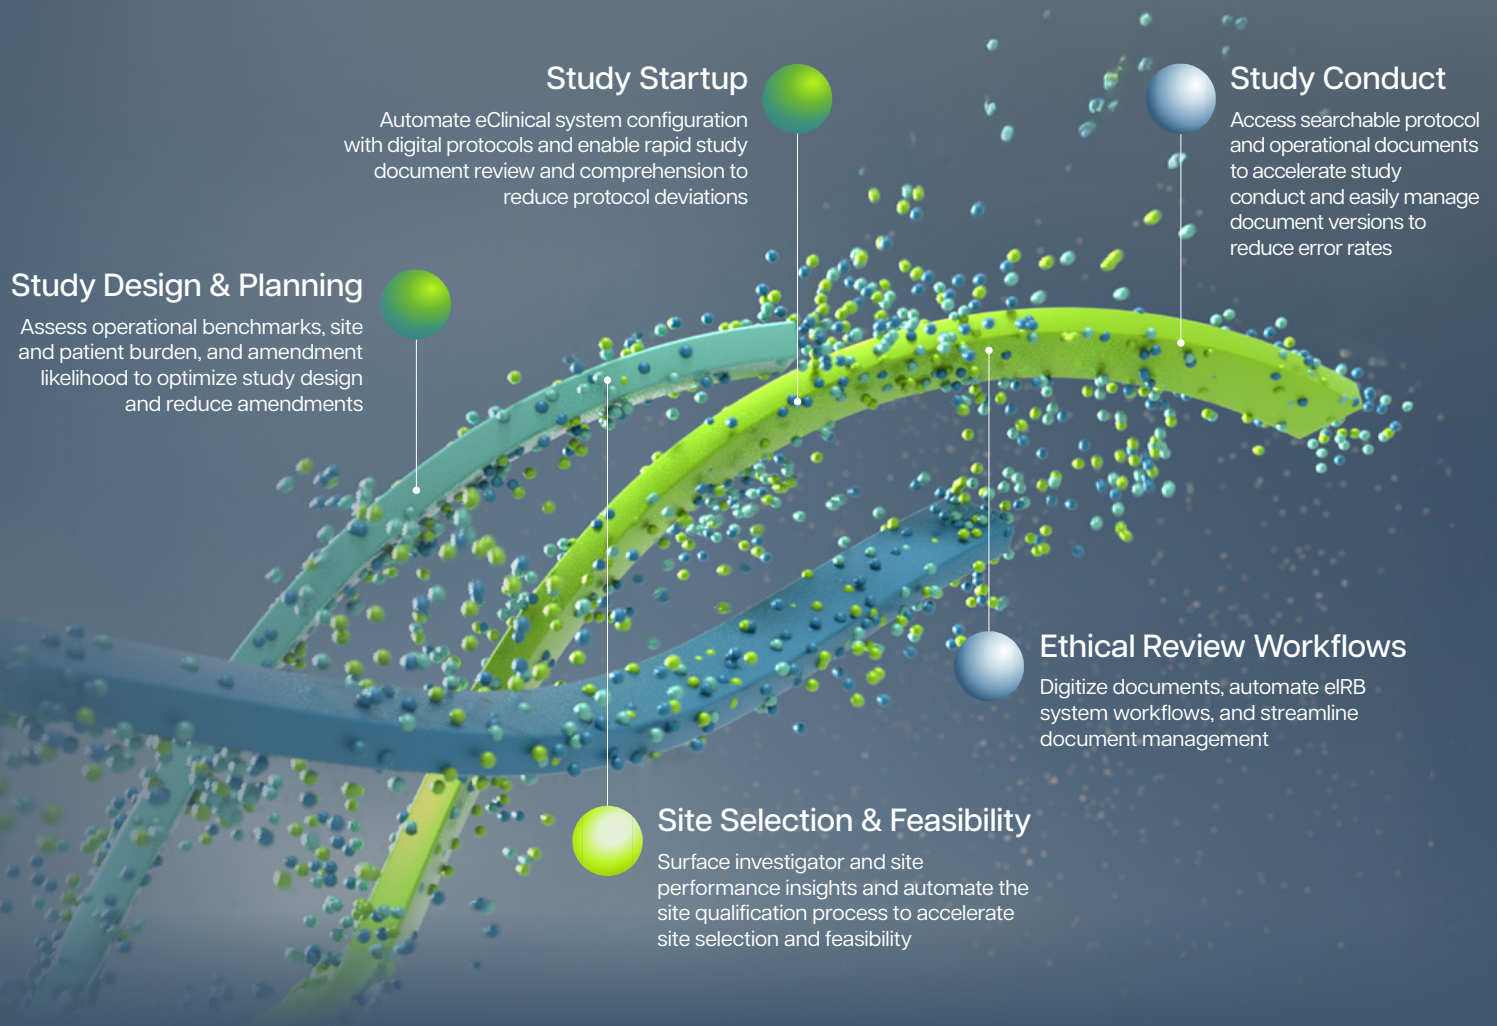 Study Startup
Automate eClinical system configuration
with digital protocols and enable rapid study
document review and comprehension to
reduce protocol deviations
Study Conduct
Access searchable protocol
and operational documents
to accelerate study
conduct and easily manage
document versions to
reduce error rates
Study Design & Planning
Assess operational benchmarks, site
and patient burden, and amendment
likelihood to optimize study design
and reduce amendments
Ethical Review Workflows
Digitize documents, automate eIRB
system workflows, and streamline
document management
Site Selection & Feasibility
Surface investigator and site
performance insights and automate the
site qualification process to accelerate
site selection and feasibility